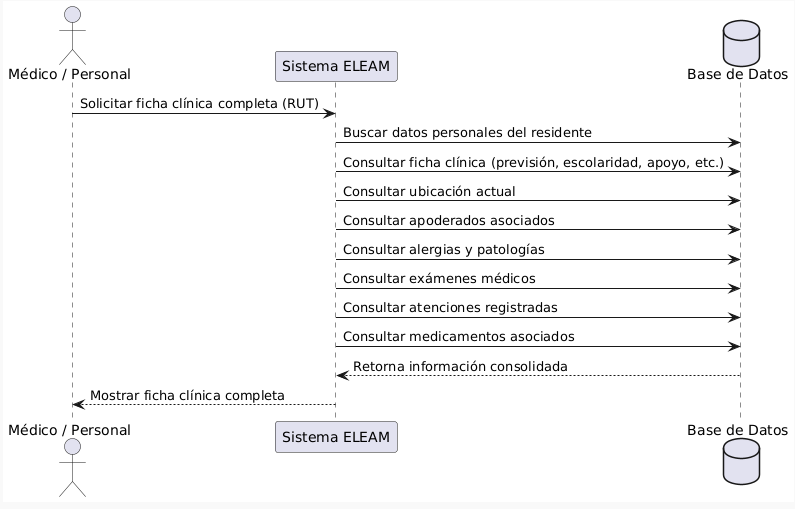 Médico / Personal
Sistema ELEAM
Base de Datos
Solicitar ficha clínica completa (RUT)
Buscar datos personales del residente
Consultar ficha clínica (previsión, escolaridad, apoyo, etc.)
Consultar ubicación actual
Consultar apoderados asociados
Consultar alergias y patologías
Consultar exámenes médicos
Consultar atenciones registradas
Consultar medicamentos asociados
Retorna información consolidada
Mostrar ficha clínica completa
Médico / Personal
Sistema ELEAM
Base de Datos